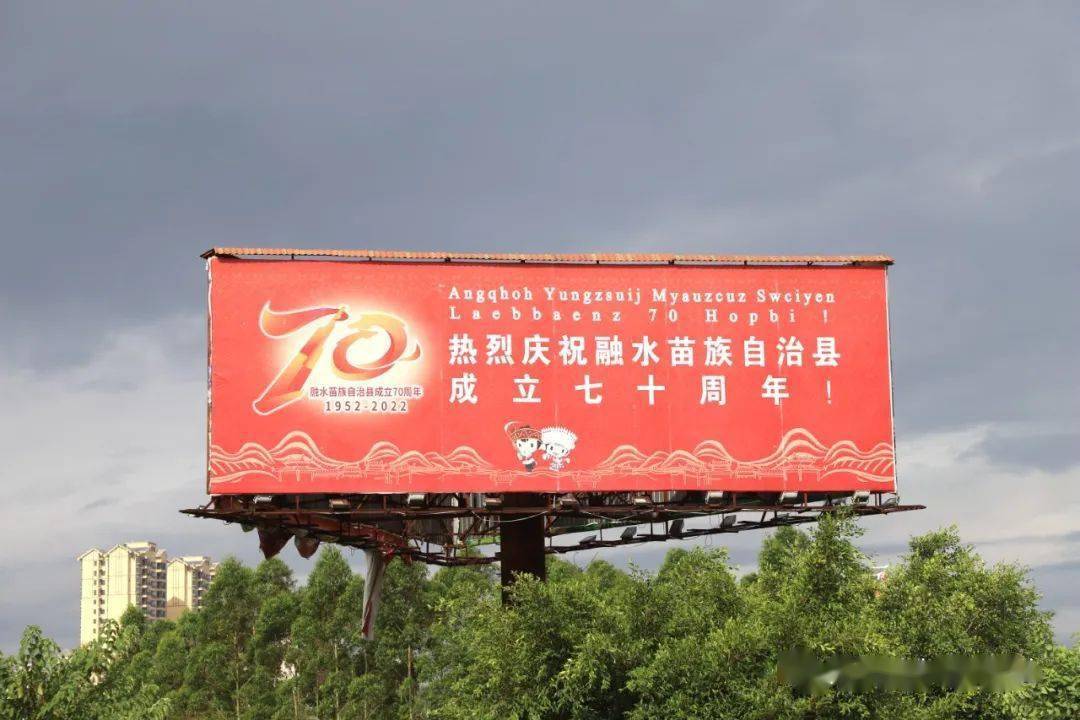 70
融水苗族自治县成立70周年
1952-2022
Angqhoh Yungzsuij Myauzcuz Swciyen
Laebbaenz 70 Hopbi !
热烈庆祝融水苗族自治县
成立七十周年!